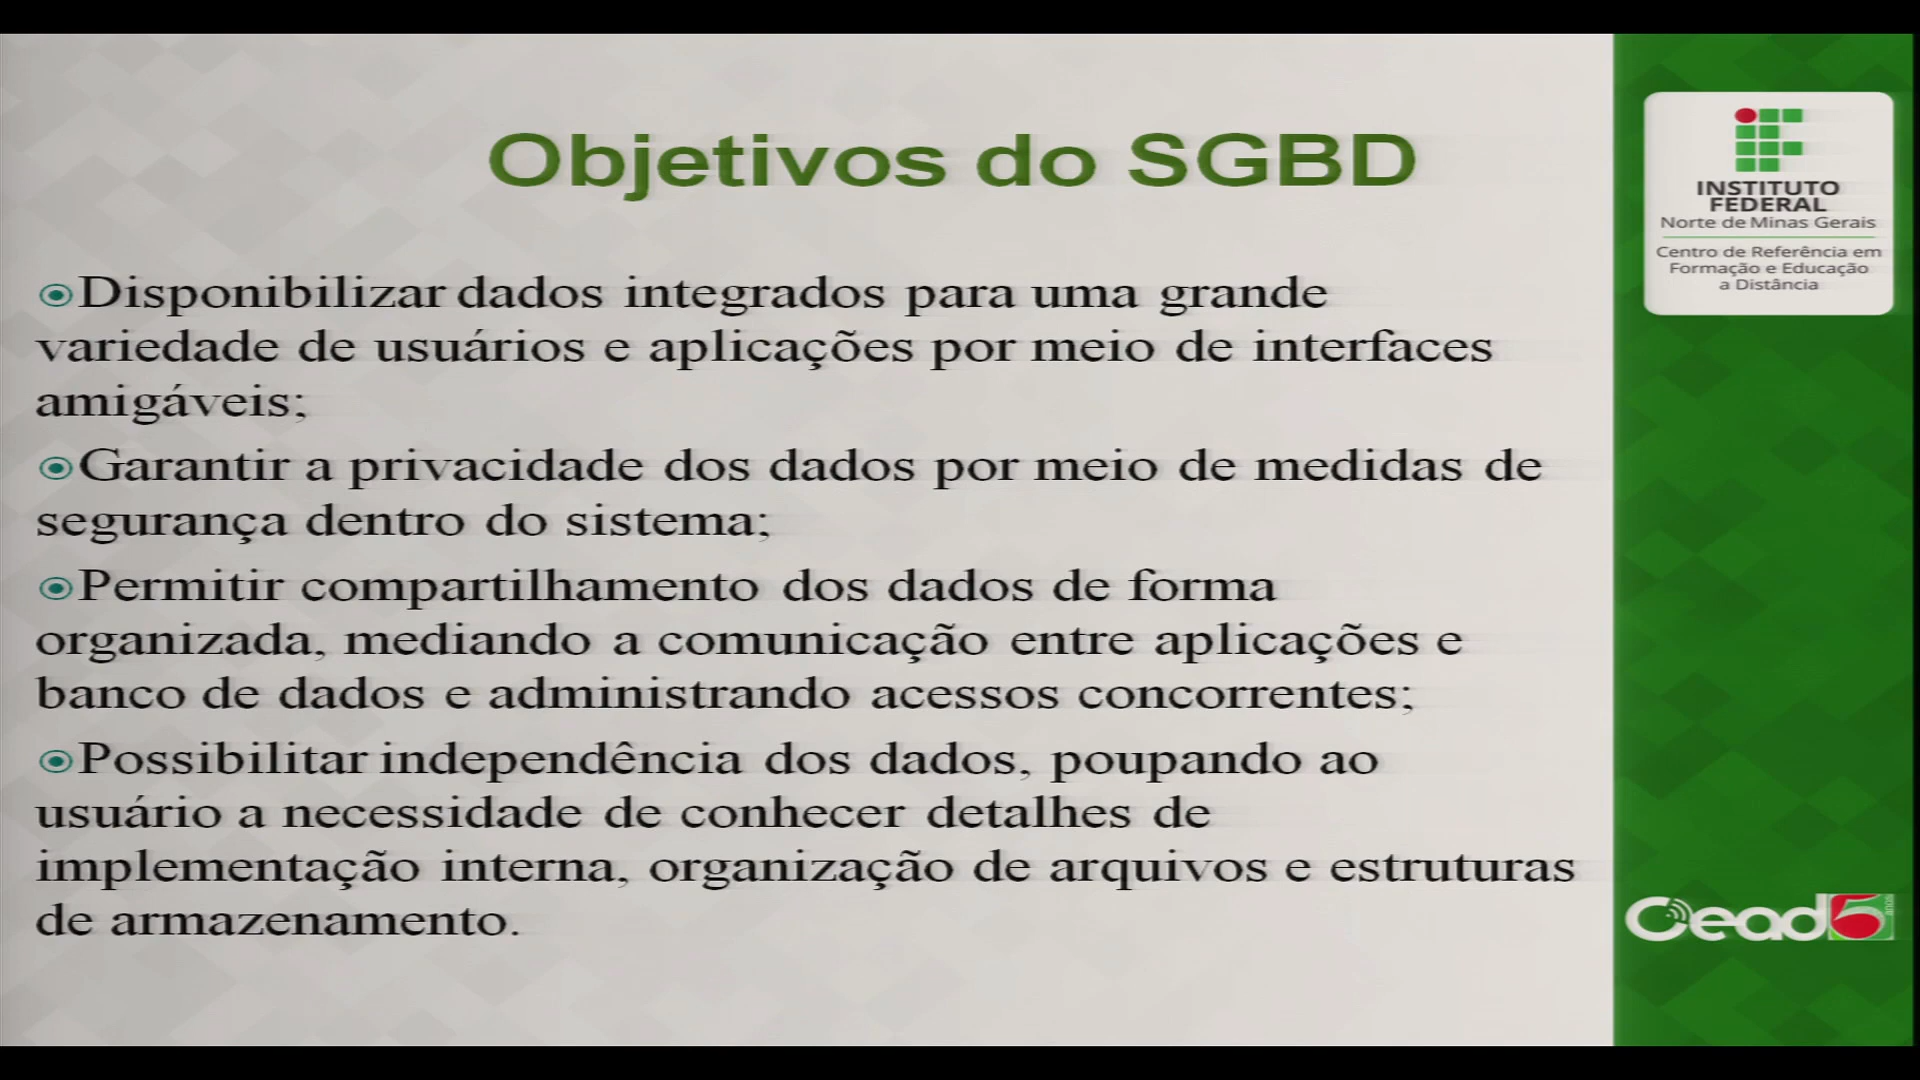 Objetivos do SGBD
Disponibilizar dados integrados para uma grande
variedade de usuários e aplicações por meio de interfaces
amigáveis;
Garantir a privacidade dos dados por meio de medidas de
segurança dentro do sistema;
Permitir compartilhamento dos dados de forma
organizada, mediando a comunicação entre aplicações e
banco de dados e administrando acessos concorrentes;
Possibilitar independência dos dados, poupando ao
usuário a necessidade de conhecer detalhes de
implementação interna, organização de arquivos e estruturas
de armazenamento.
INSTITUTO
FEDERAL
Norte de Minas Gerais
Centro de Referência em
Formação e Educação
a Distância
Cead 5 anos